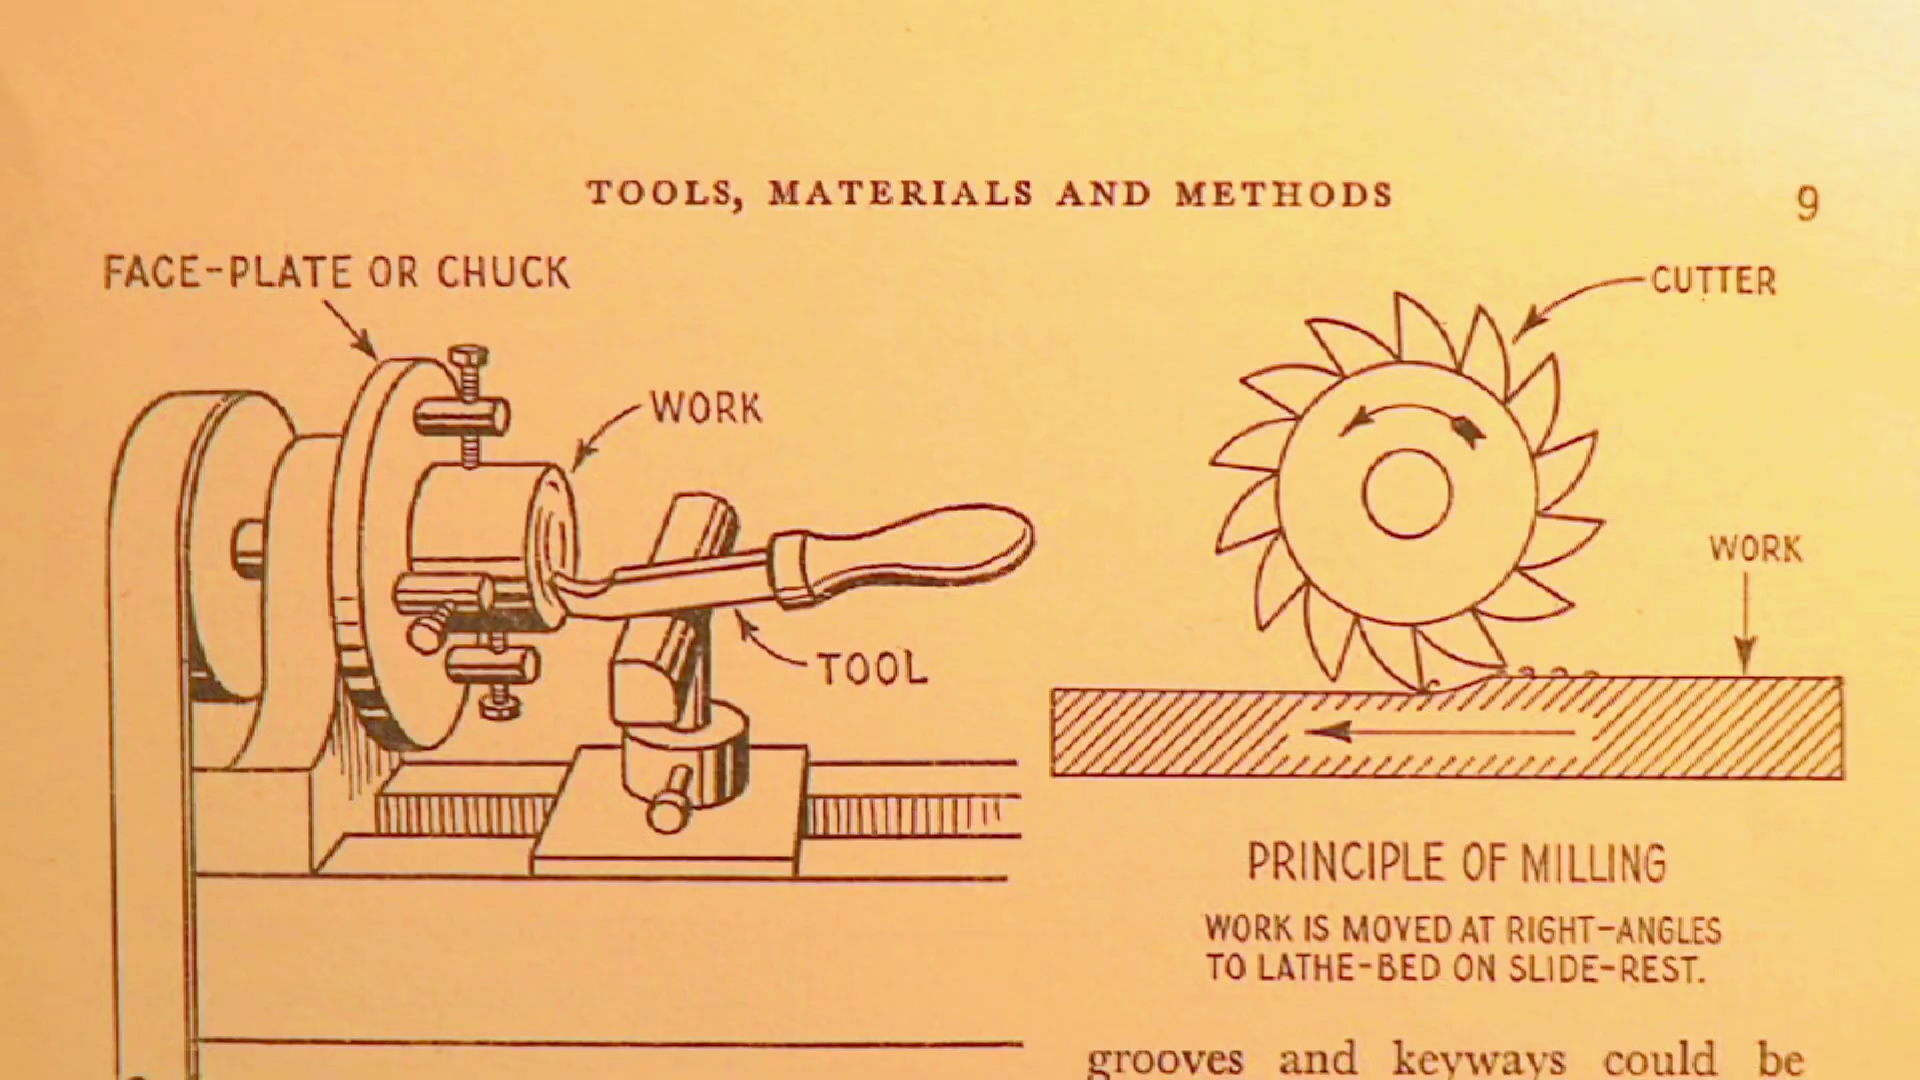 TOOLS, MATERIALS AND METHODS
9
FACE-PLATE OR CHUCK
WORK
TOOL
CUTTER
WORK
PRINCIPLE OF MILLING
WORK IS MOVED AT RIGHT-ANGLES
TO LATHE-BED ON SLIDE-REST.
grooves and keyways could be